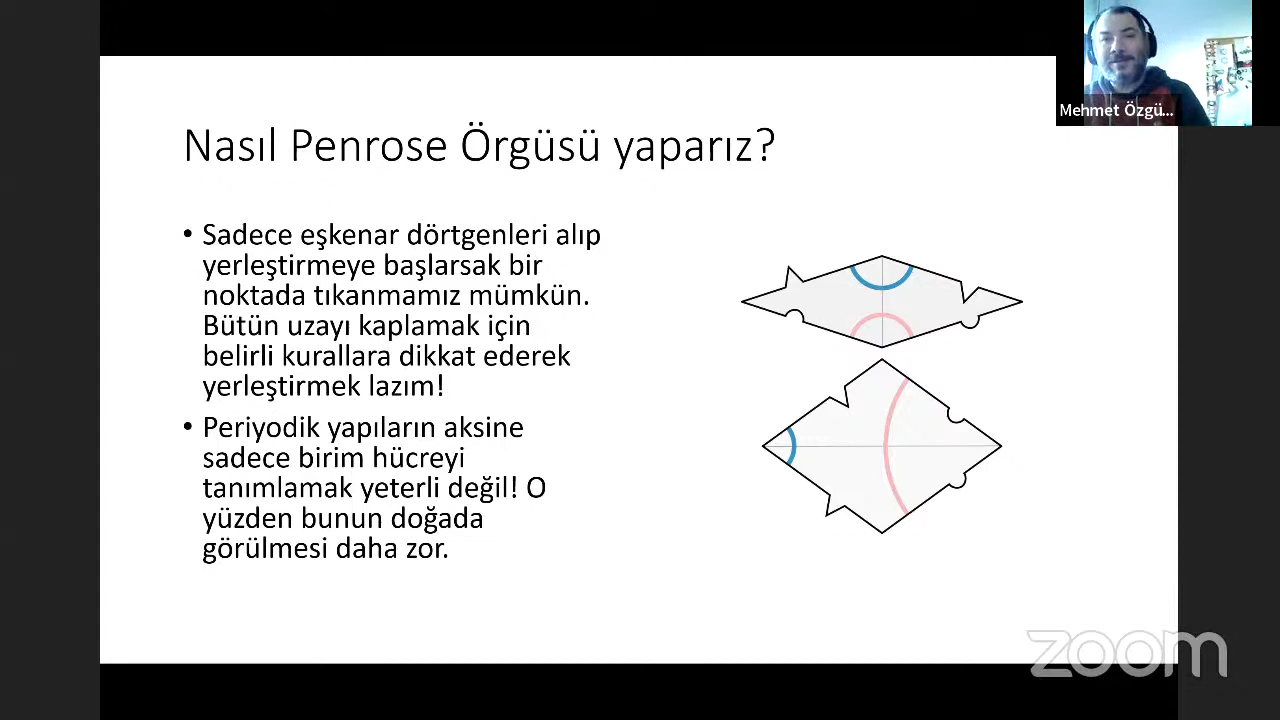 Mehmet Özgü...
Nasıl Penrose Örgüsü yaparız?
• Sadece eşkenar dörtgenleri alıp
yerleştirmeye başlarsak bir
noktada tıkanmamız mümkün.
Bütün uzayı kaplamak için
belirli kurallara dikkat ederek
yerleştirmek lazım!
• Periyodik yapıların aksine
sadece birim hücreyi
tanımlamak yeterli değil! O
yüzden bunun doğada
görülmesi daha zor.
zoom